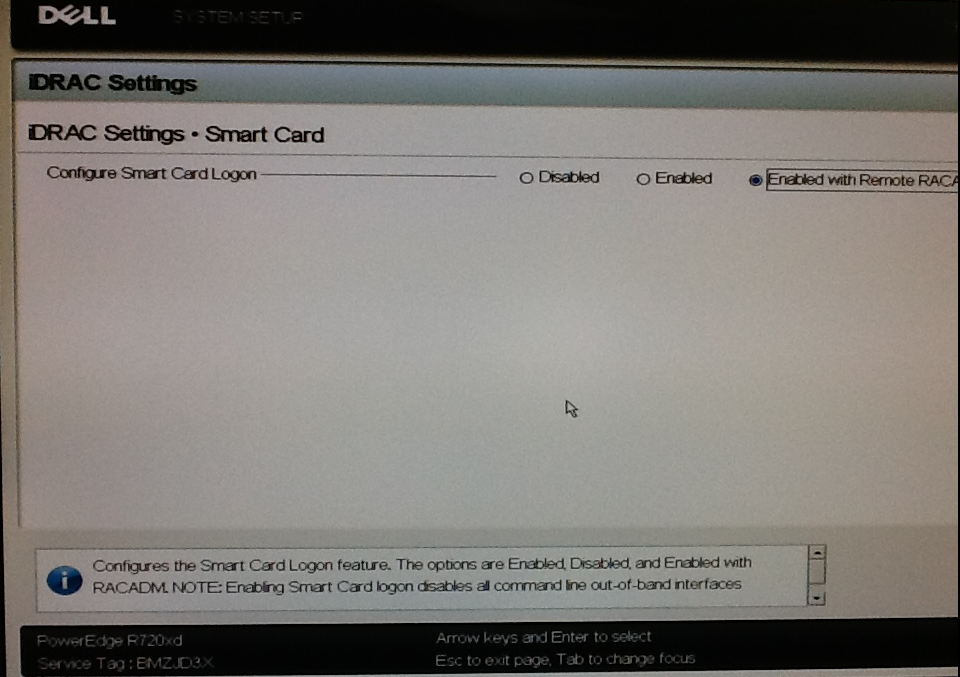 DELL SYSTEM SETUP
iDRAC Settings
iDRAC Settings • Smart Card
Configure Smart Card Logon Disabled Enabled Enabled with Remote RACA
Configures the Smart Card Logon feature. The options are Enabled, Disabled, and Enabled with
RACADM. NOTE: Enabling Smart Card logon disables all command line out-of-band interfaces
PowerEdge R720xd Arrow keys and Enter to select
Service Tag : BMZJD3X Esc to exit page, Tab to change focus